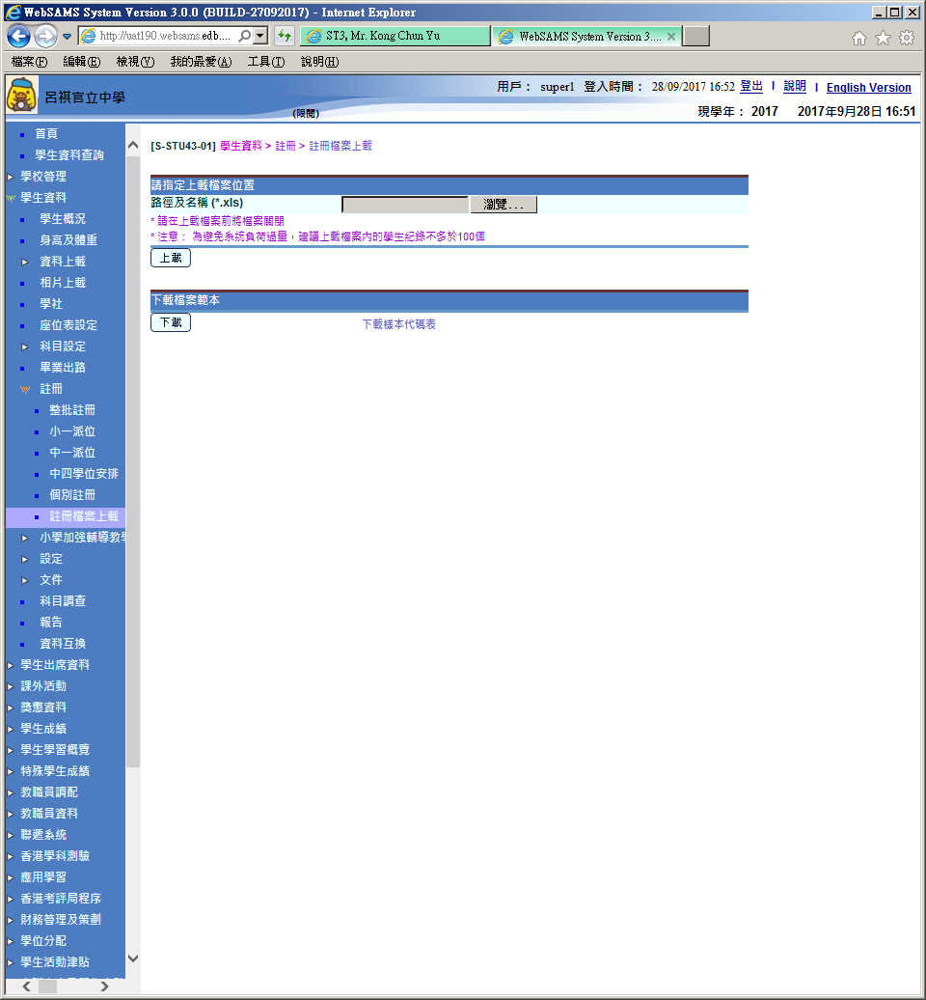 WebSAMS System Version 3.0.0 (BUILD-27092017) - Internet Explorer
http://uat190.websams.edb....
ST3, Mr. Kong Chun Yu
WebSAMS System Version 3....
檔案(F) 編輯(E) 檢視(V) 我的最愛(A) 工具(T) 說明(H)
呂祺官立中學
(限閱)
用戶： super1 登入時間： 28/09/2017 16:52 登出 | 說明 | English Version
現學年： 2017 2017年9月28日 16:51
首頁
學生資料查詢
學校管理
學生資料
學生概況
身高及體重
資料上載
相片上載
學社
座位表設定
科目設定
畢業出路
註冊
整批註冊
小一派位
中一派位
中四學位安排
個別註冊
註冊檔案上載
小學加強輔導教學
設定
文件
科目調查
報告
資料互換
學生出席資料
課外活動
獎懲資料
學生成績
學生學習概覽
特殊學生成績
教職員調配
教職員資料
聯遞系統
香港學科測驗
應用學習
香港考評局程序
財務管理及策劃
學位分配
學生活動津貼
[S-STU43-01] 學生資料 > 註冊 > 註冊檔案上載
請指定上載檔案位置
路徑及名稱 (*.xls)
瀏覽...
* 請在上載檔案前將檔案關閉
* 注意： 為避免系統負荷過量，建議上載檔案內的學生紀錄不多於100個
上載
下載檔案範本
下載
下載樣本代碼表